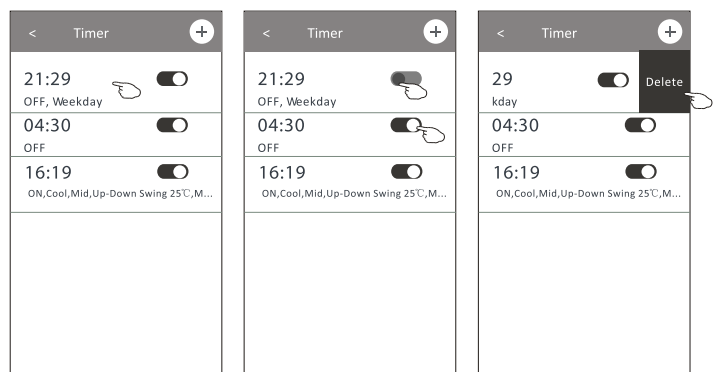 < Timer +
21:29
OFF, Weekday
04:30
OFF
16:19
ON,Cool,Mid,Up-Down Swing 25℃,M...
< Timer +
21:29
OFF, Weekday
04:30
OFF
16:19
ON,Cool,Mid,Up-Down Swing 25℃,M...
< Timer +
29 Delete
kday
04:30
OFF
16:19
ON,Cool,Mid,Up-Down Swing 25℃,M...